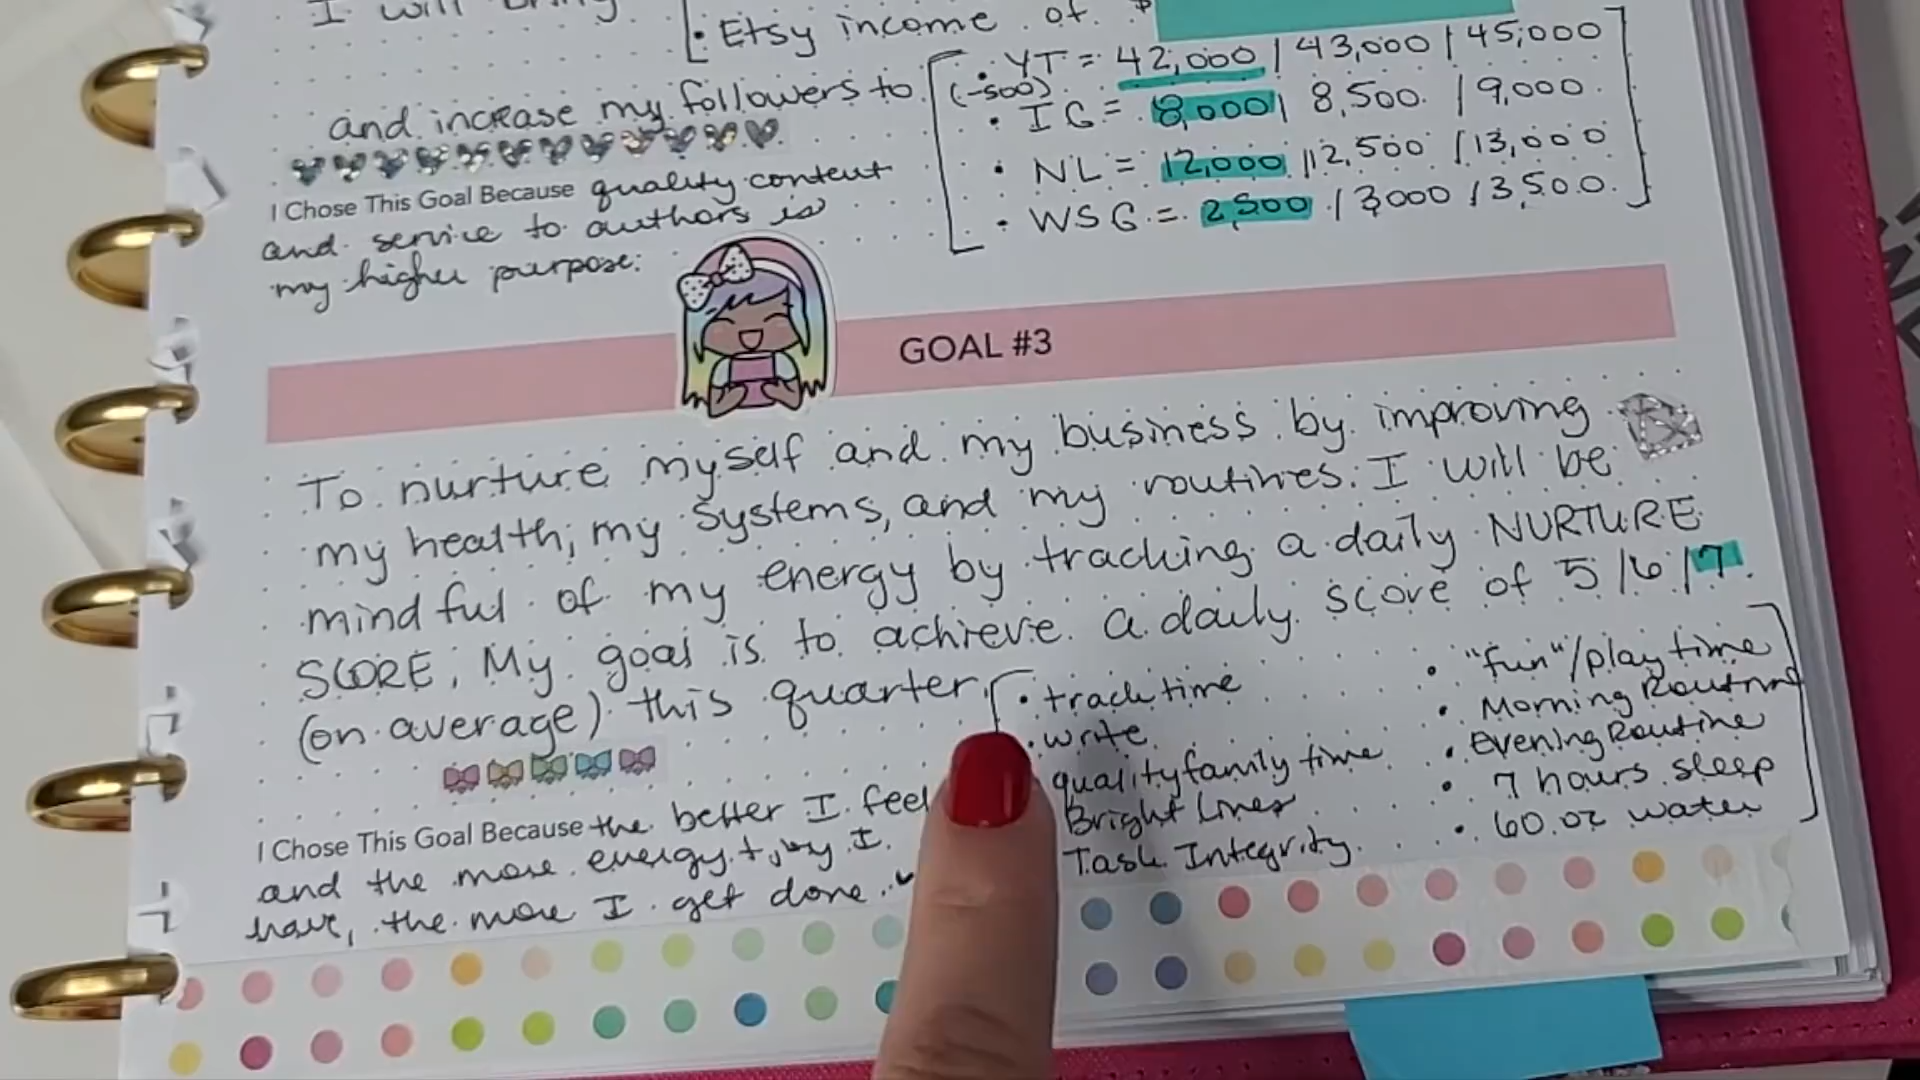 I will bring
• Etsy income of $
and increase my followers to
• YT = 42,000 / 43,000 / 45,000
(-500)
• IG = 8,000 / 8,500 / 9,000
• NL = 12,000 / 12,500 / 13,000
• WSG = 2,500 / 3,000 / 3,500
I Chose This Goal Because quality content
and service to authors is
my higher purpose.
GOAL #3
To nurture myself and my business by improving
my health, my systems, and my routines. I will be
mindful of my energy by tracking a daily NURTURE
SCORE. My goal is to achieve a daily score of 5/6/7
(on average) this quarter.
• track time
• write
quality family time
Bright Lines
Task Integrity
• "fun"/play time
• Morning Routine
• Evening Routine
• 7 hours sleep
• 60 oz water
I Chose This Goal Because the better I feel
and the more energy + joy I
have, the more I get done.